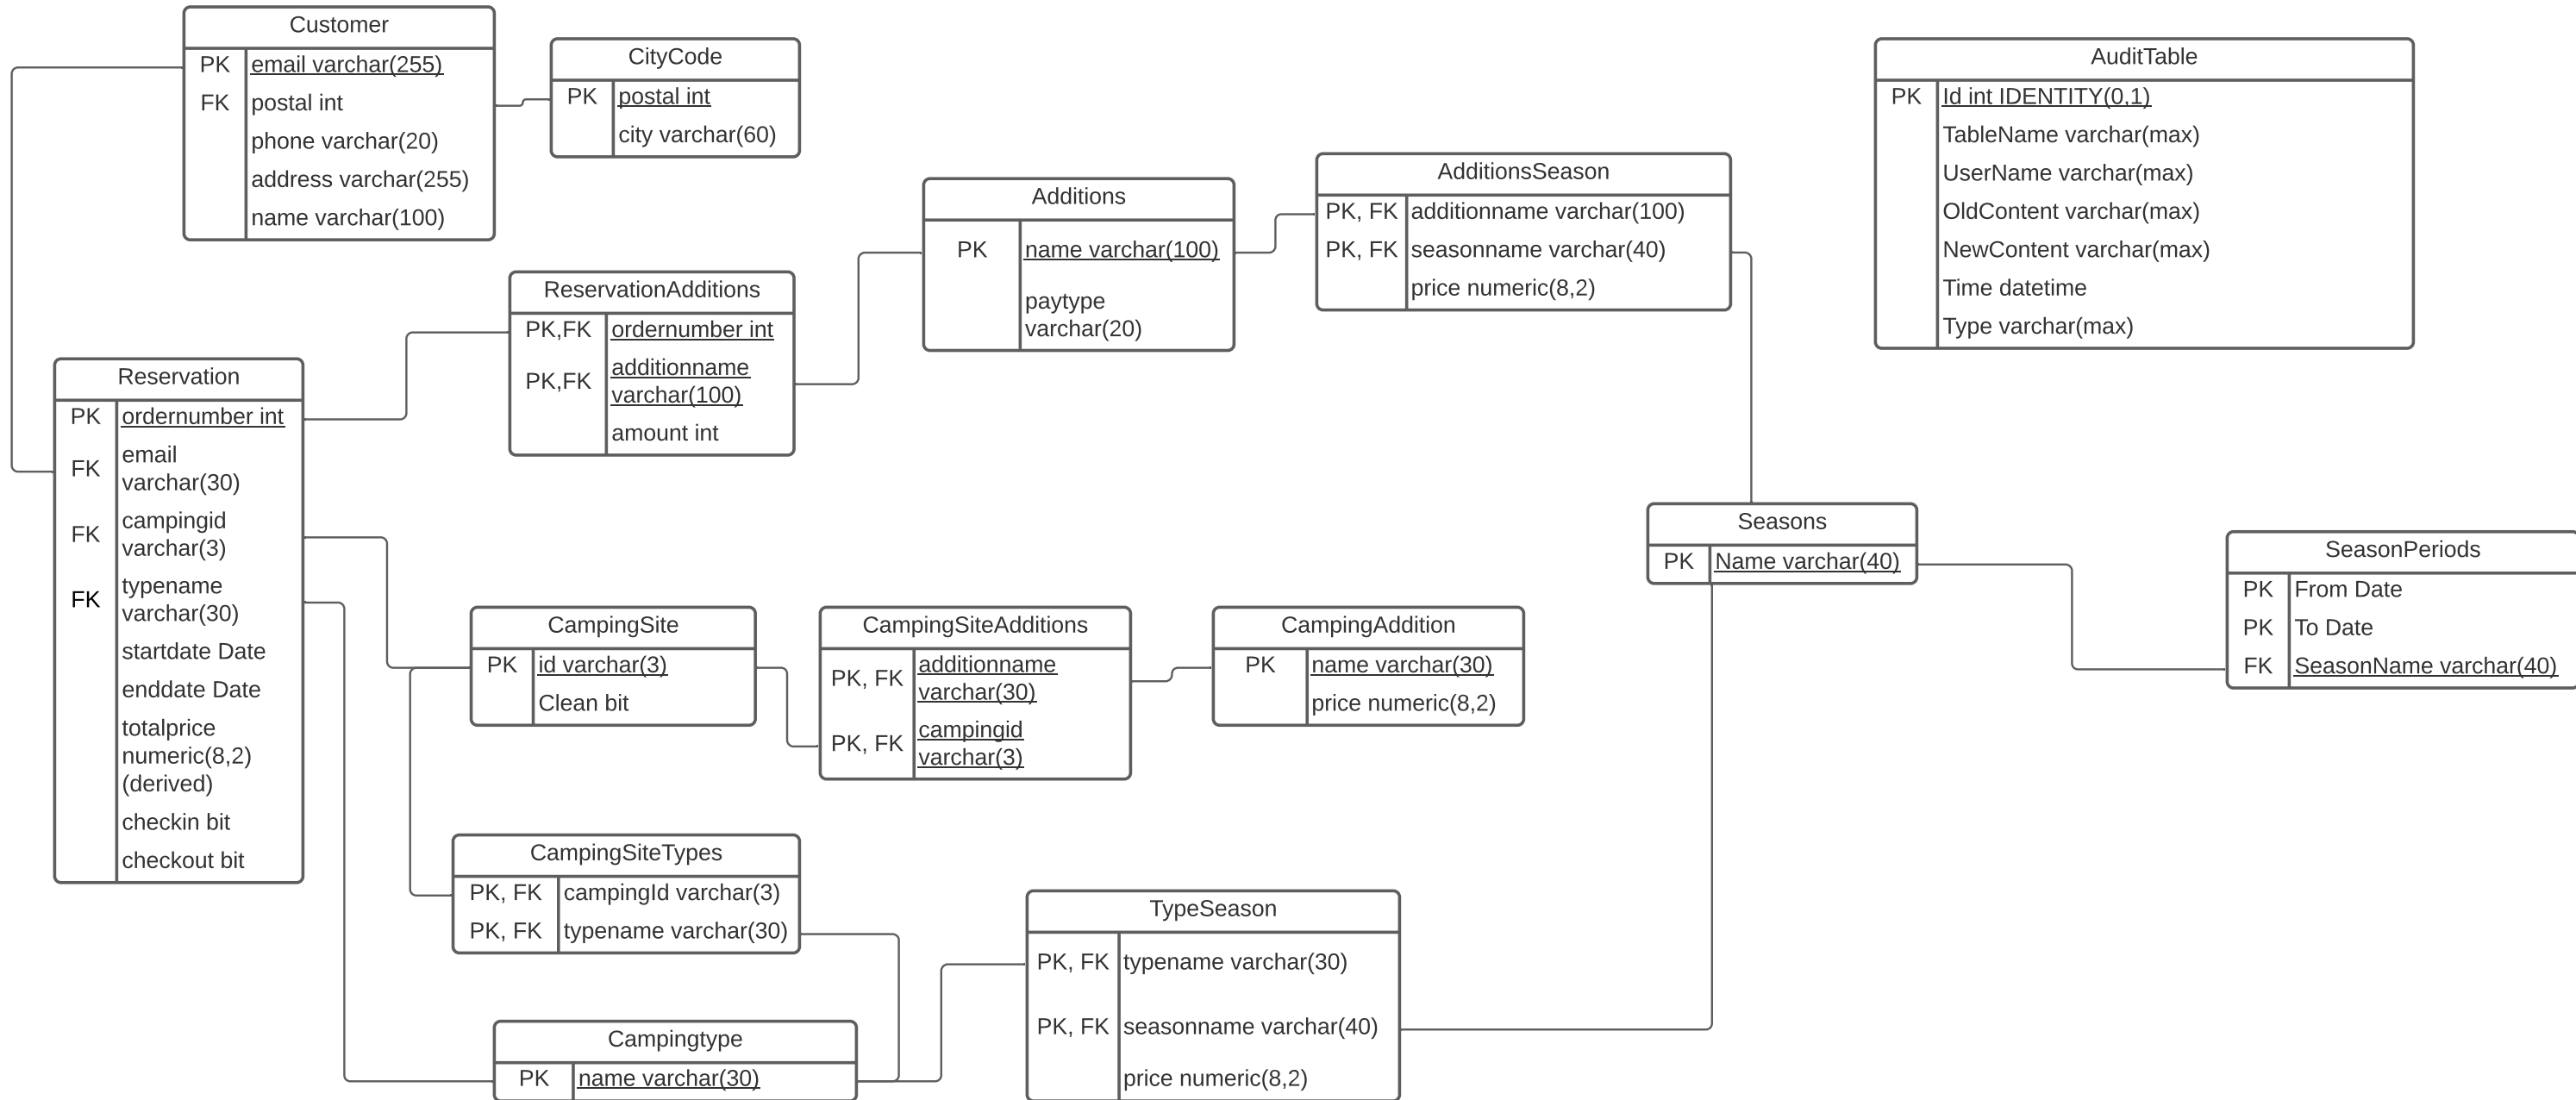 Customer
PK email varchar(255)
FK postal int
phone varchar(20)
address varchar(255)
name varchar(100)
CityCode
PK postal int
city varchar(60)
AuditTable
PK Id int IDENTITY(0,1)
TableName varchar(max)
UserName varchar(max)
OldContent varchar(max)
NewContent varchar(max)
Time datetime
Type varchar(max)
Additions
PK name varchar(100)
paytype
varchar(20)
AdditionsSeason
PK, FK additionname varchar(100)
PK, FK seasonname varchar(40)
price numeric(8,2)
ReservationAdditions
PK,FK ordernumber int
PK,FK additionname
varchar(100)
amount int
Reservation
PK ordernumber int
FK email
varchar(30)
FK campingid
varchar(3)
FK typename
varchar(30)
startdate Date
enddate Date
totalprice
numeric(8,2)
(derived)
checkin bit
checkout bit
Seasons
PK Name varchar(40)
SeasonPeriods
PK From Date
PK To Date
FK SeasonName varchar(40)
CampingSite
PK id varchar(3)
Clean bit
CampingSiteAdditions
PK, FK additionname
varchar(30)
PK, FK campingid
varchar(3)
CampingAddition
PK name varchar(30)
price numeric(8,2)
CampingSiteTypes
PK, FK campingId varchar(3)
PK, FK typename varchar(30)
TypeSeason
PK, FK typename varchar(30)
PK, FK seasonname varchar(40)
price numeric(8,2)
Campingtype
PK name varchar(30)